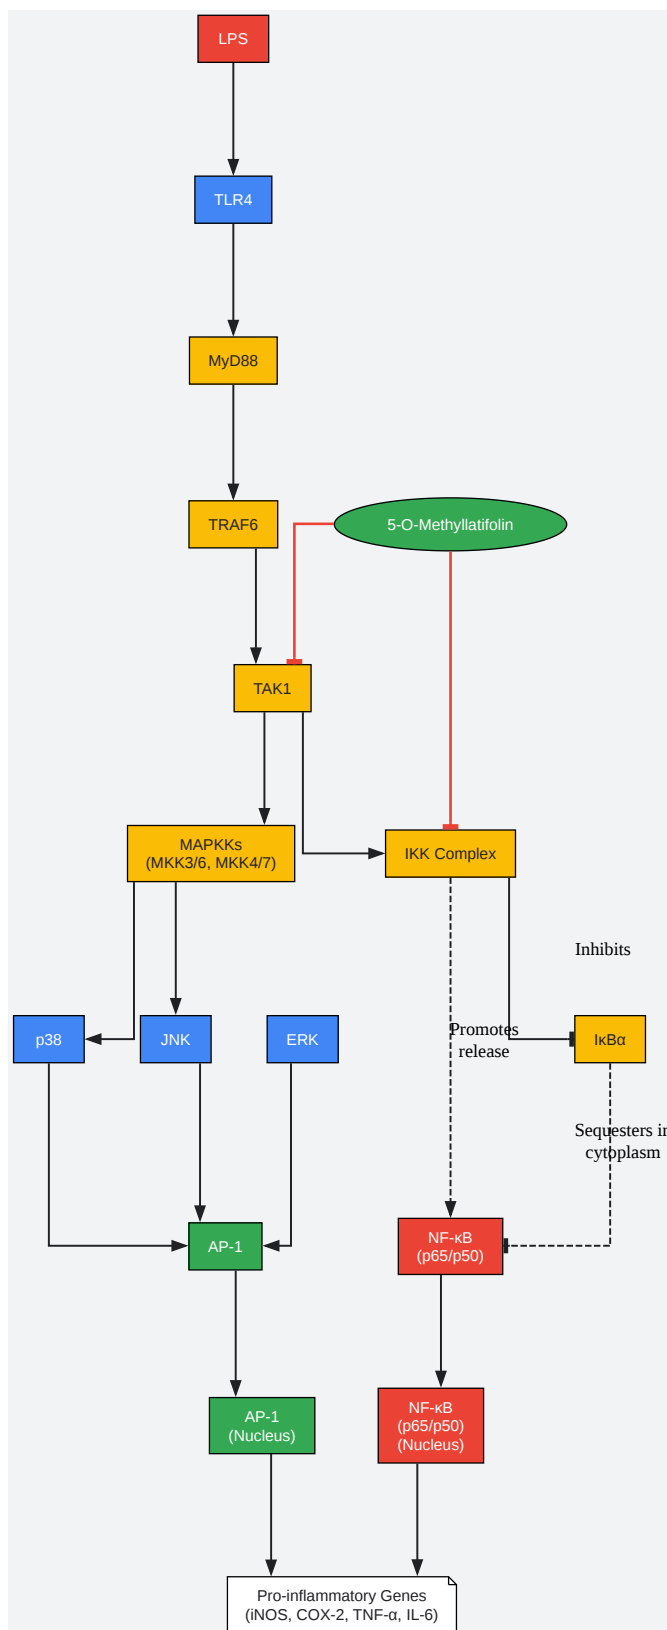 LPS
TLR4
MyD88
TRAF6
5-O-Methyllatifolin
TAK1
MAPKKs
(MKK3/6, MKK4/7)
IKK Complex
Inhibits
Promotes
release
p38
JNK
ERK
IκBα
Sequesters in
cytoplasm
AP-1
NF-κB
(p65/p50)
AP-1
(Nucleus)
NF-κB
(p65/p50)
(Nucleus)
Pro-inflammatory Genes
(iNOS, COX-2, TNF-α, IL-6)